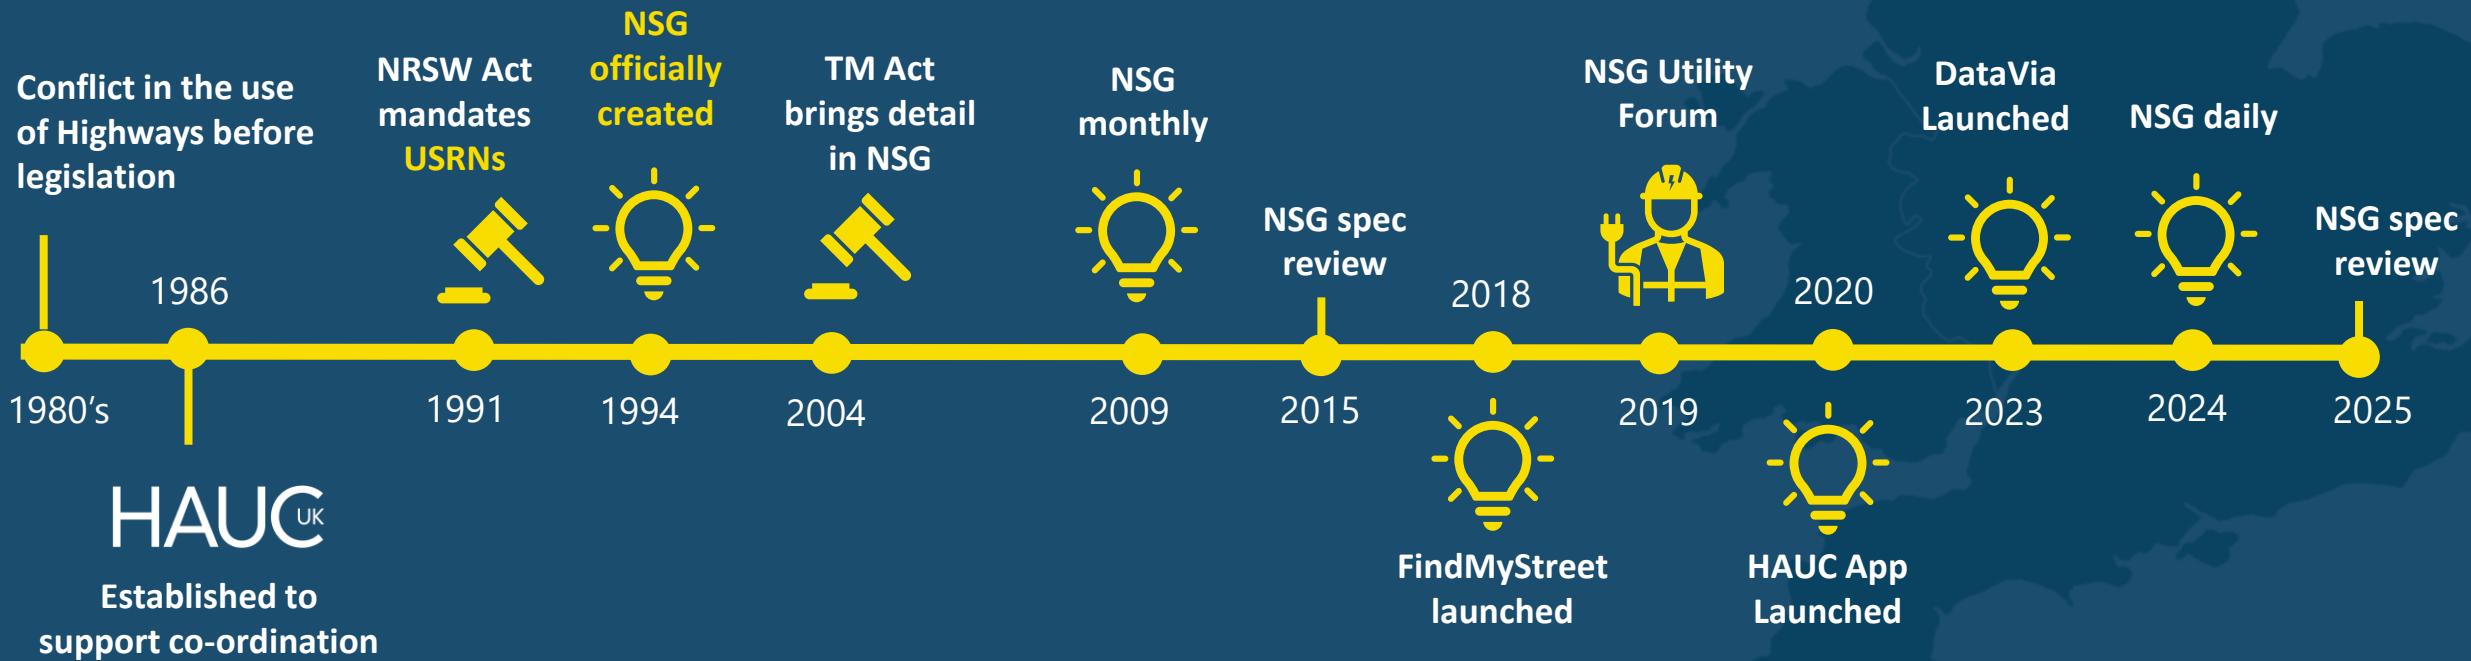 Conflict in the use
of Highways before
legislation
1980's
1986
HAUC UK
Established to
support co-ordination
NRSW Act
mandates
USRNs
1991
NSG
officially
created
1994
TM Act
brings detail
in NSG
2004
NSG
monthly
2009
NSG spec
review
2015
2018
FindMyStreet
launched
NSG Utility
Forum
2019
2020
HAUC App
Launched
DataVia
Launched
2023
NSG daily
2024
NSG spec
review
2025